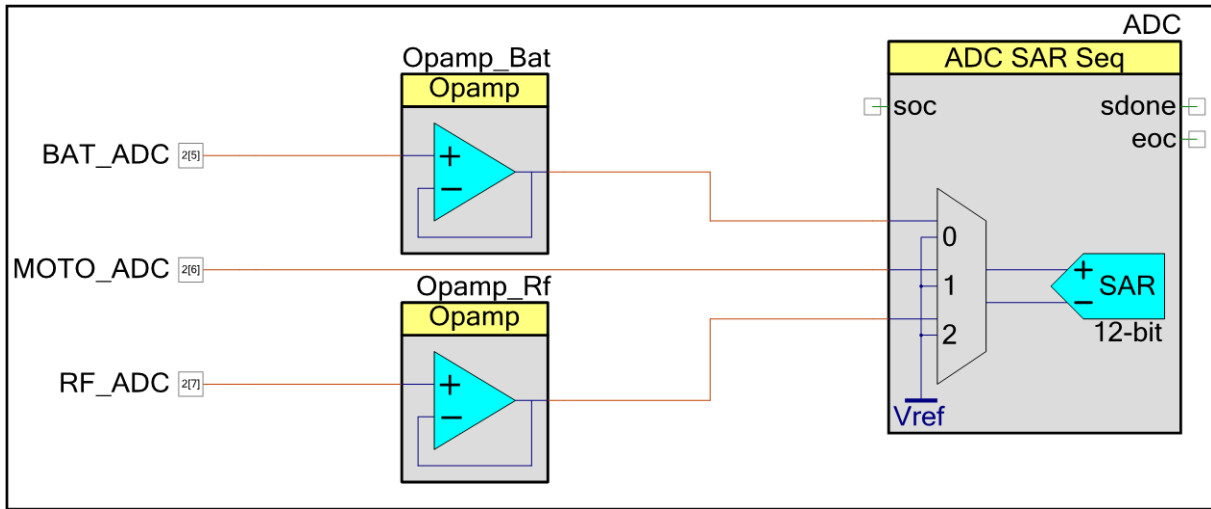 ADC
ADC SAR Seq
Opamp_Bat
Opamp
soc
sdone
eoc
BAT_ADC 2[5]
+
−
0
MOTO_ADC 2[6]
Opamp_Rf
Opamp
1
+
−
SAR
12-bit
2
RF_ADC 2[7]
+
−
Vref